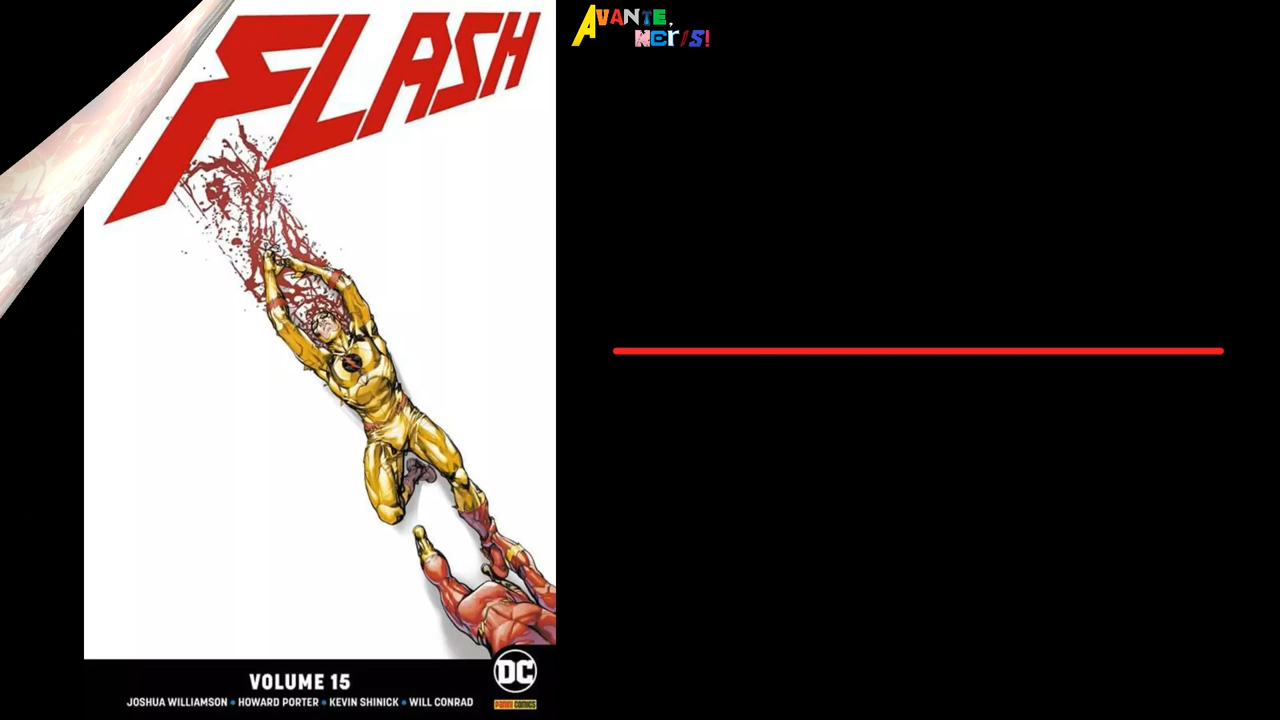 FLASH
AVANTE,
NERDS!
VOLUME 15
JOSHUA WILLIAMSON • HOWARD PORTER • KEVIN SHINICK • WILL CONRAD
DC
PANINI COMICS